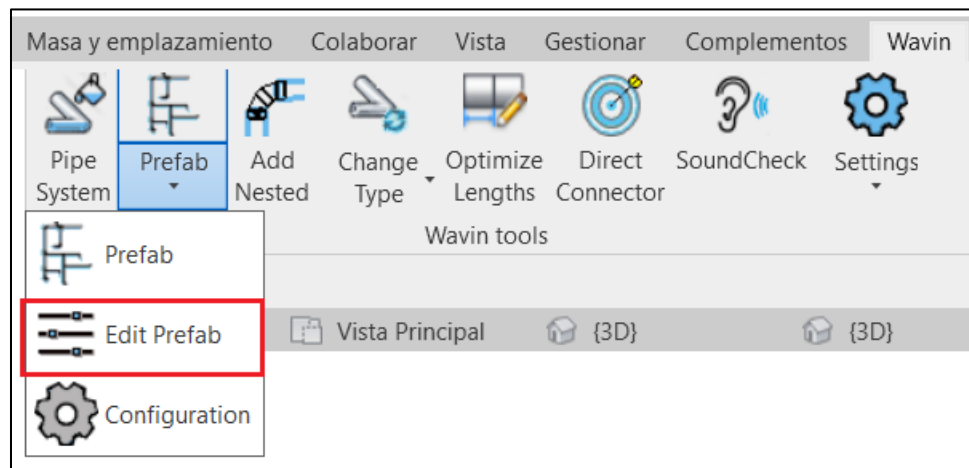 Masa y emplazamiento Colaborar Vista Gestionar Complementos Wavin
Pipe System Prefab Add Nested Change Type Optimize Lengths Direct Connector SoundCheck Settings
Wavin tools
Prefab
Edit Prefab
Configuration
Vista Principal {3D} {3D}